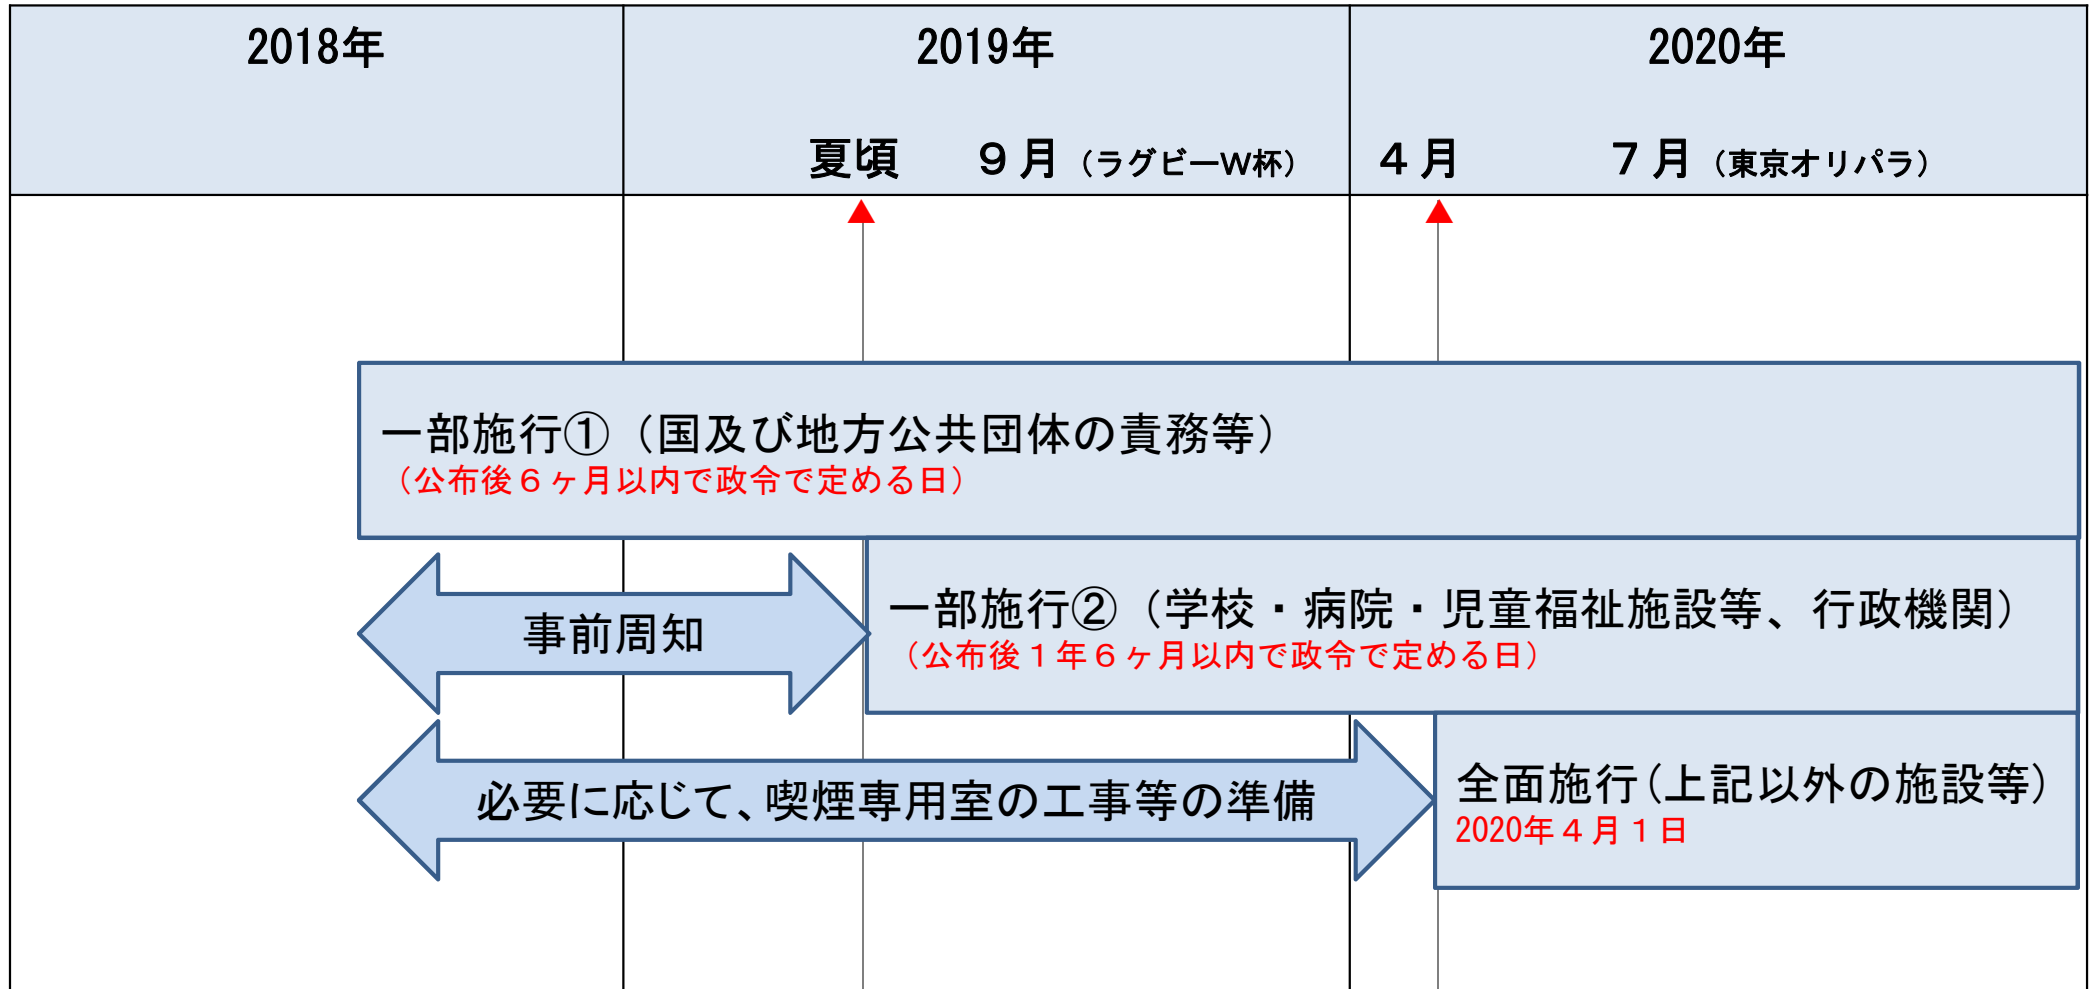 2018年 2019年 2020年
夏頃 ９月（ラグビーＷ杯） ４月 ７月（東京オリパラ）
一部施行①（国及び地方公共団体の責務等）
（公布後６ヶ月以内で政令で定める日）
事前周知
一部施行②（学校・病院・児童福祉施設等、行政機関）
（公布後１年６ヶ月以内で政令で定める日）
必要に応じて、喫煙専用室の工事等の準備
全面施行（上記以外の施設等）
2020年４月１日